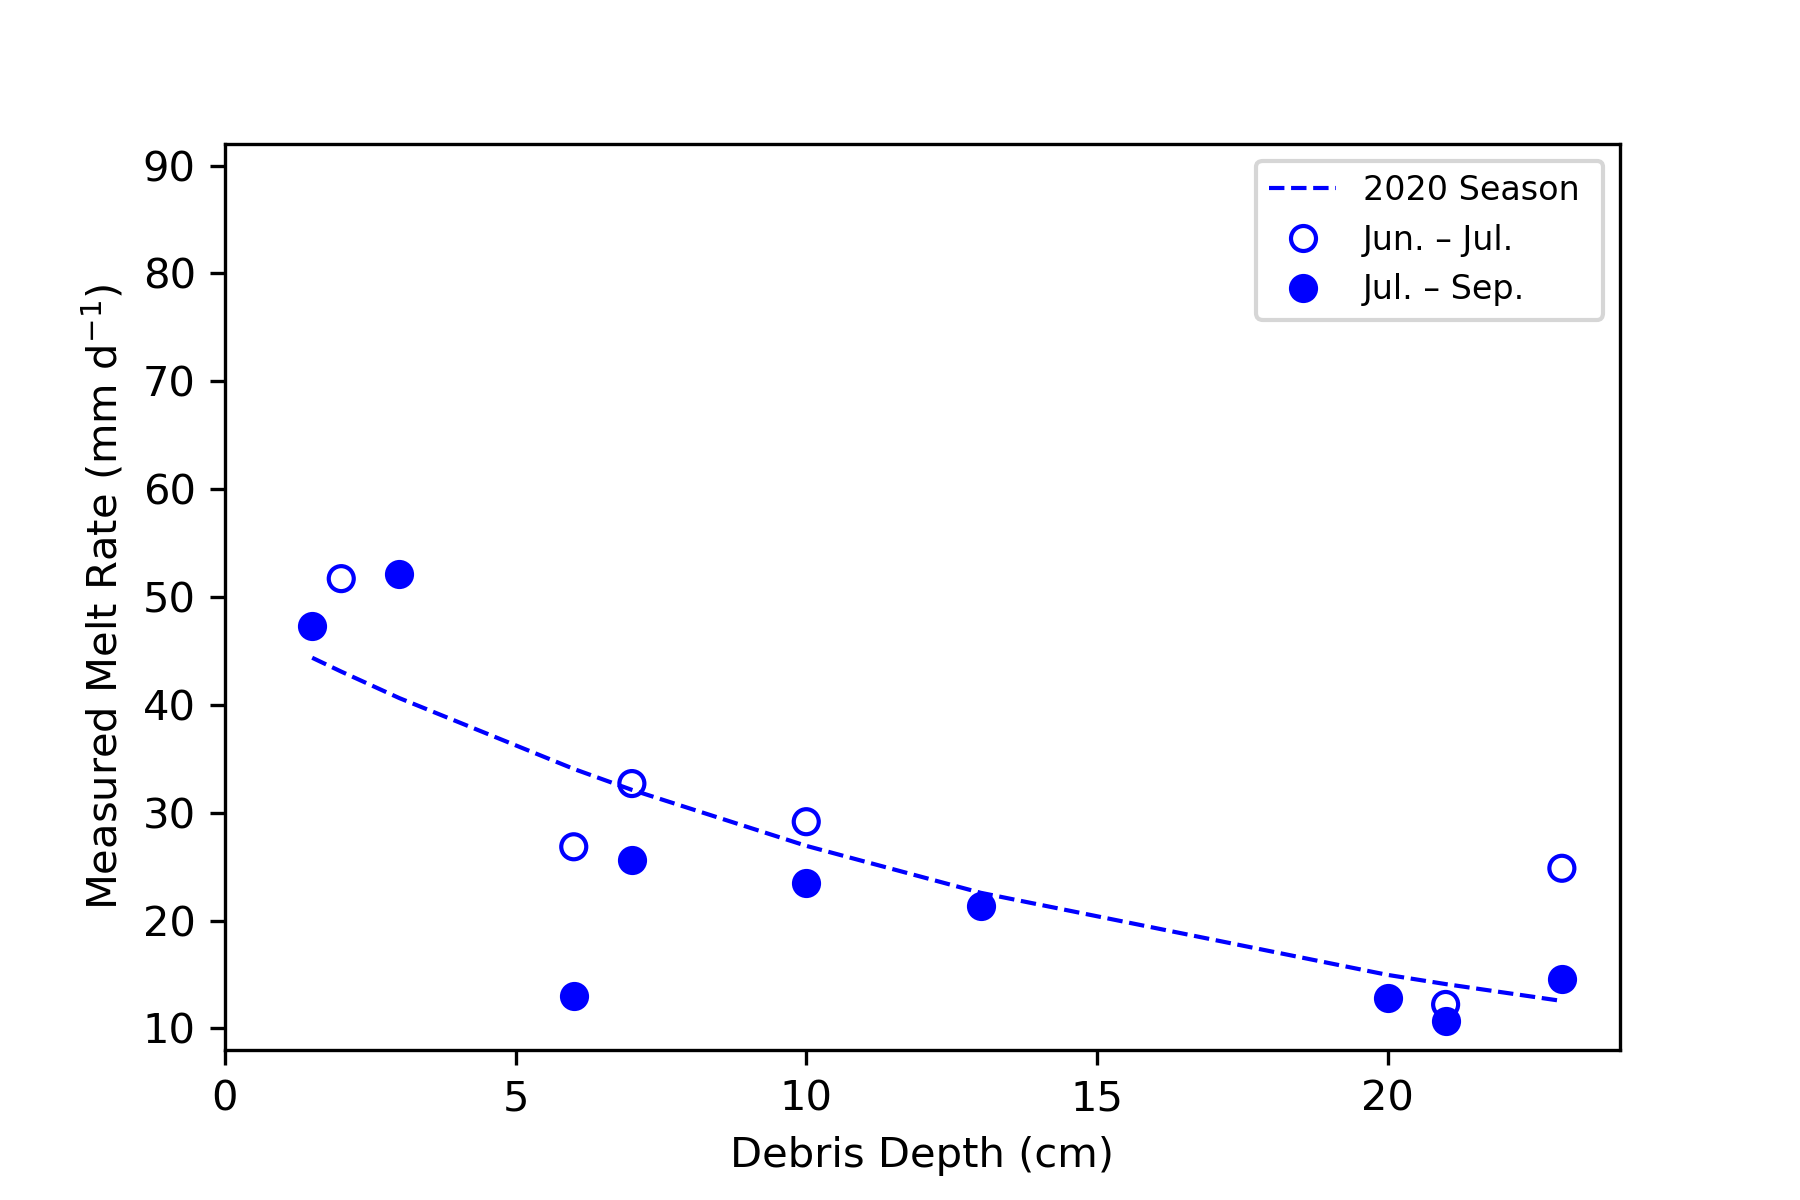 90
80
70
60
50
40
30
20
10
Measured Melt Rate (mm d⁻¹)
2020 Season
Jun. – Jul.
Jul. – Sep.
0 5 10 15 20
Debris Depth (cm)